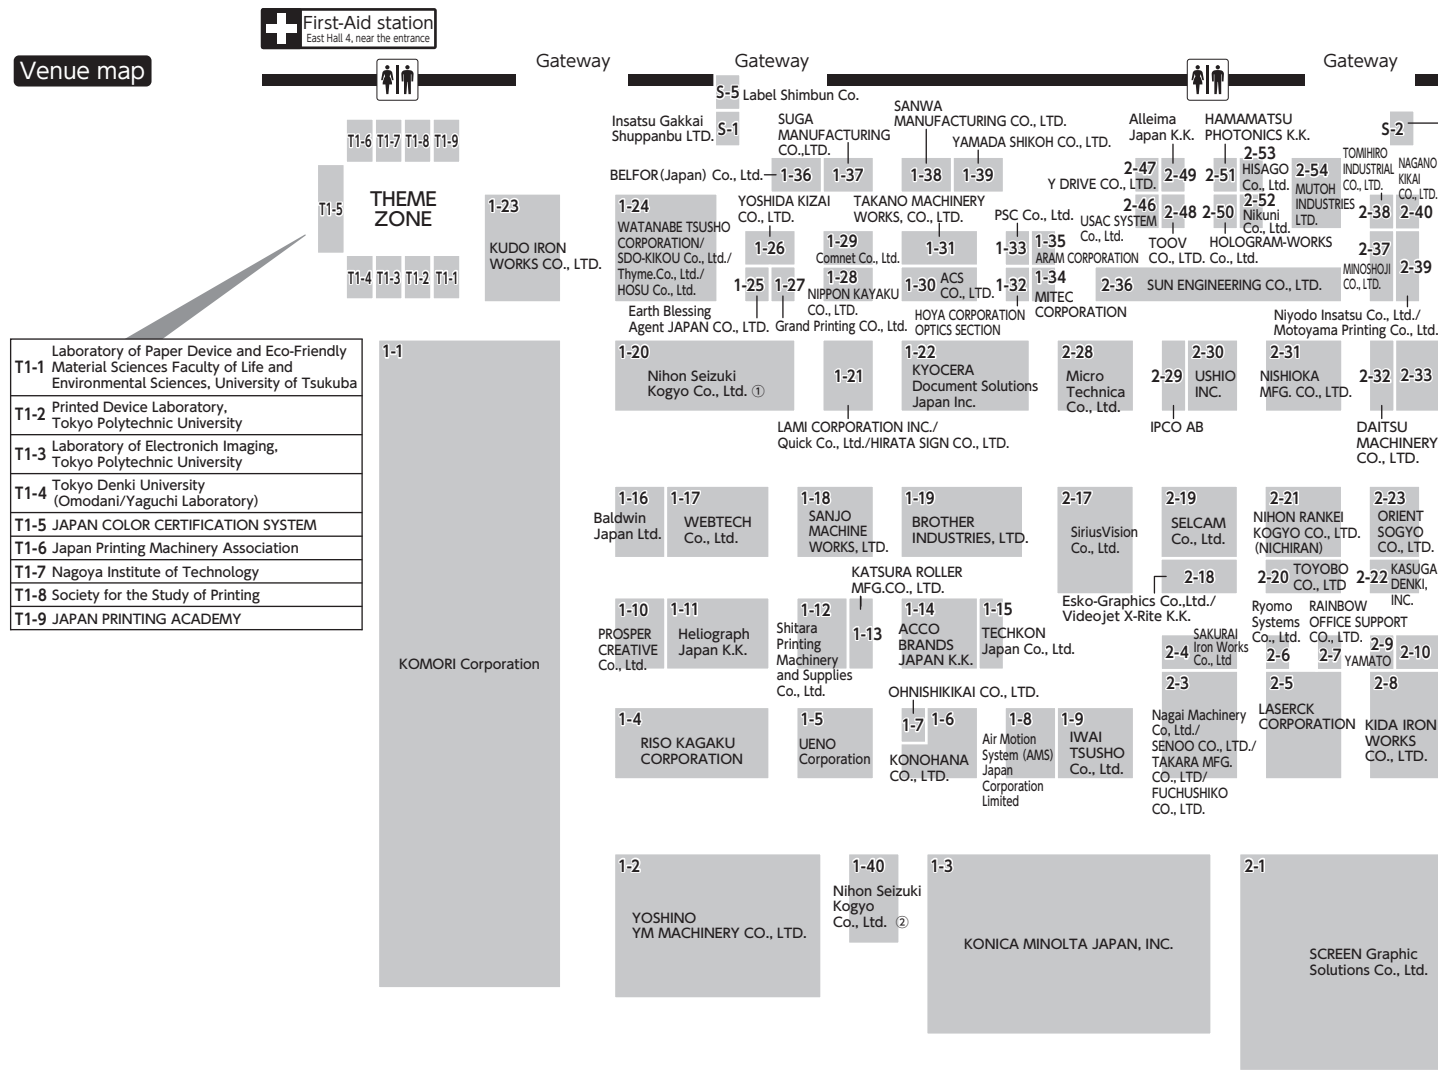 First-Aid station
East Hall 4, near the entrance
Venue map
Gateway
Gateway
Gateway
S-5 Label Shimbun Co.
Insatsu Gakkai
Shuppanbu LTD.
S-1
SUGA
MANUFACTURING
CO.,LTD.
SANWA
MANUFACTURING CO., LTD.
YAMADA SHIKOH CO., LTD.
Alleima
Japan K.K.
HAMAMATSU
PHOTONICS K.K.
S-2
T1-6 T1-7 T1-8 T1-9
T1-5
THEME
ZONE
T1-4 T1-3 T1-2 T1-1
BELFOR (Japan) Co., Ltd.
1-36
1-37
1-38
1-39
2-47
Y DRIVE CO., LTD.
2-49
2-51
2-53
HISAGO
Co., Ltd.
2-54
MUTOH
INDUSTRIES
LTD.
TOMIHIRO
INDUSTRIAL
CO., LTD.
NAGANO
KIKAI
CO., LTD.
1-23
KUDO IRON
WORKS CO., LTD.
1-24
WATANABE TSUSHO
CORPORATION/
SDO-KIKOU Co., Ltd./
Thyme.Co., Ltd./
HOSU Co., Ltd.
YOSHIDA KIZAI
CO., LTD.
1-26
TAKANO MACHINERY
WORKS, CO., LTD.
1-29
Comnet Co., Ltd.
1-31
PSC Co., Ltd.
1-33
1-35
ARAM CORPORATION
2-46
USAC SYSTEM
Co., Ltd.
2-48
TOOV
CO., LTD.
2-50
HOLOGRAM-WORKS
Co., Ltd.
2-52
Nikuni
Co., Ltd.
2-38
2-40
1-25
1-27
1-28
NIPPON KAYAKU
CO., LTD.
1-30
ACS
CO., LTD.
1-32
1-34
MITEC
CORPORATION
2-36
SUN ENGINEERING CO., LTD.
2-37
MINOSHOJI
CO., LTD.
2-39
Earth Blessing
Agent JAPAN CO., LTD.
Grand Printing Co., Ltd.
HOYA CORPORATION
OPTICS SECTION
Niyodo Insatsu Co., Ltd./
Motoyama Printing Co., Ltd.
T1-1 Laboratory of Paper Device and Eco-Friendly
Material Sciences Faculty of Life and
Environmental Sciences, University of Tsukuba
T1-2 Printed Device Laboratory,
Tokyo Polytechnic University
T1-3 Laboratory of Electronich Imaging,
Tokyo Polytechnic University
T1-4 Tokyo Denki University
(Omodani/Yaguchi Laboratory)
T1-5 JAPAN COLOR CERTIFICATION SYSTEM
T1-6 Japan Printing Machinery Association
T1-7 Nagoya Institute of Technology
T1-8 Society for the Study of Printing
T1-9 JAPAN PRINTING ACADEMY
1-1
KOMORI Corporation
1-20
Nihon Seizuki
Kogyo Co., Ltd. ①
1-21
LAMI CORPORATION INC./
Quick Co., Ltd./HIRATA SIGN CO., LTD.
1-22
KYOCERA
Document Solutions
Japan Inc.
2-28
Micro
Technica
Co., Ltd.
2-29
IPCO AB
2-30
USHIO
INC.
2-31
NISHIOKA
MFG. CO., LTD.
2-32
DAITSU
MACHINERY
CO., LTD.
2-33
1-16
Baldwin
Japan Ltd.
1-17
WEBTECH
Co., Ltd.
1-18
SANJO
MACHINE
WORKS, LTD.
1-19
BROTHER
INDUSTRIES, LTD.
2-17
SiriusVision
Co., Ltd.
2-19
SELCAM
Co., Ltd.
2-21
NIHON RANKEI
KOGYO CO., LTD.
(NICHIRAN)
2-23
ORIENT
SOGYO
CO., LTD.
2-18
Esko-Graphics Co.,Ltd./
Videojet X-Rite K.K.
2-20
TOYOBO
CO., LTD
2-22
KASUGA
DENKI,
INC.
1-10
PROSPER
CREATIVE
Co., Ltd.
1-11
Heliograph
Japan K.K.
1-12
Shitara
Printing
Machinery
and Supplies
Co., Ltd.
KATSURA ROLLER
MFG.CO., LTD.
1-13
1-14
ACCO
BRANDS
JAPAN K.K.
1-15
TECHKON
Japan Co., Ltd.
2-4
SAKURAI
Iron Works
Co., Ltd
Ryomo
Systems
Co., Ltd.
2-6
RAINBOW
OFFICE SUPPORT
CO., LTD.
2-7
2-9
YAMATO
2-10
1-4
RISO KAGAKU
CORPORATION
1-5
UENO
Corporation
OHNISHIKIKAI CO., LTD.
1-7
1-6
KONOHANA
CO., LTD.
1-8
Air Motion
System (AMS)
Japan
Corporation
Limited
1-9
IWAI
TSUSHO
Co., Ltd.
2-3
Nagai Machinery
Co, Ltd./
SENOO CO., LTD./
TAKARA MFG.
CO., LTD/
FUCHUSHIKO
CO., LTD.
2-5
LASERCK
CORPORATION
2-8
KIDA IRON
WORKS
CO., LTD.
1-2
YOSHINO
YM MACHINERY CO., LTD.
1-40
Nihon Seizuki
Kogyo
Co., Ltd. ②
1-3
KONICA MINOLTA JAPAN, INC.
2-1
SCREEN Graphic
Solutions Co., Ltd.